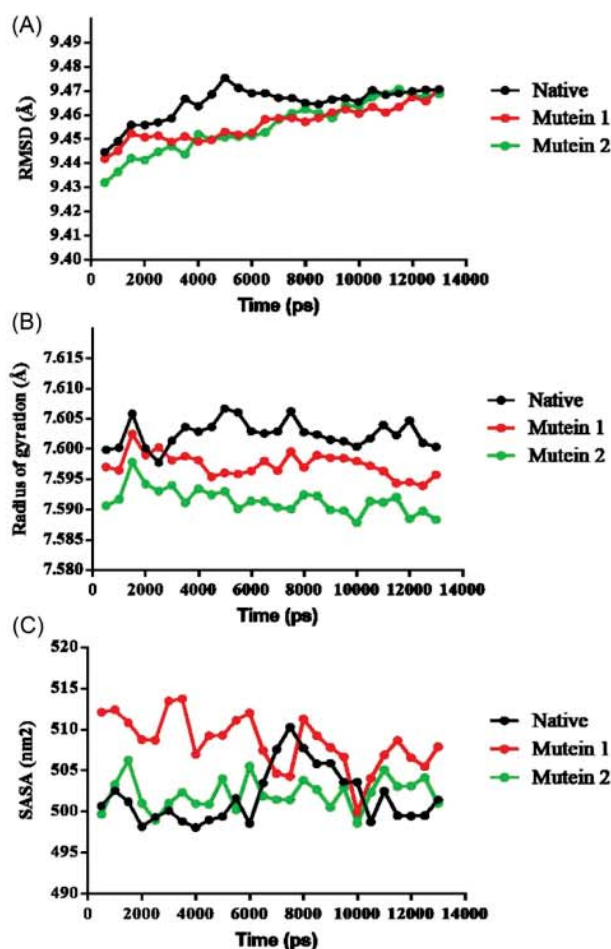 (A)
9.49
9.48
9.47
9.46
9.45
9.44
9.43
9.42
9.41
9.40
RMSD (Å)
0 2000 4000 6000 8000 10000 12000 14000
Time (ps)
Native
Mutein 1
Mutein 2
(B)
7.615
7.610
7.605
7.600
7.595
7.590
7.585
7.580
Radius of gyration (Å)
0 2000 4000 6000 8000 10000 12000 14000
Time (ps)
Native
Mutein 1
Mutein 2
(C)
520
515
510
505
500
495
490
SASA (nm2)
0 2000 4000 6000 8000 10000 12000 14000
Time (ps)
Native
Mutein 1
Mutein 2